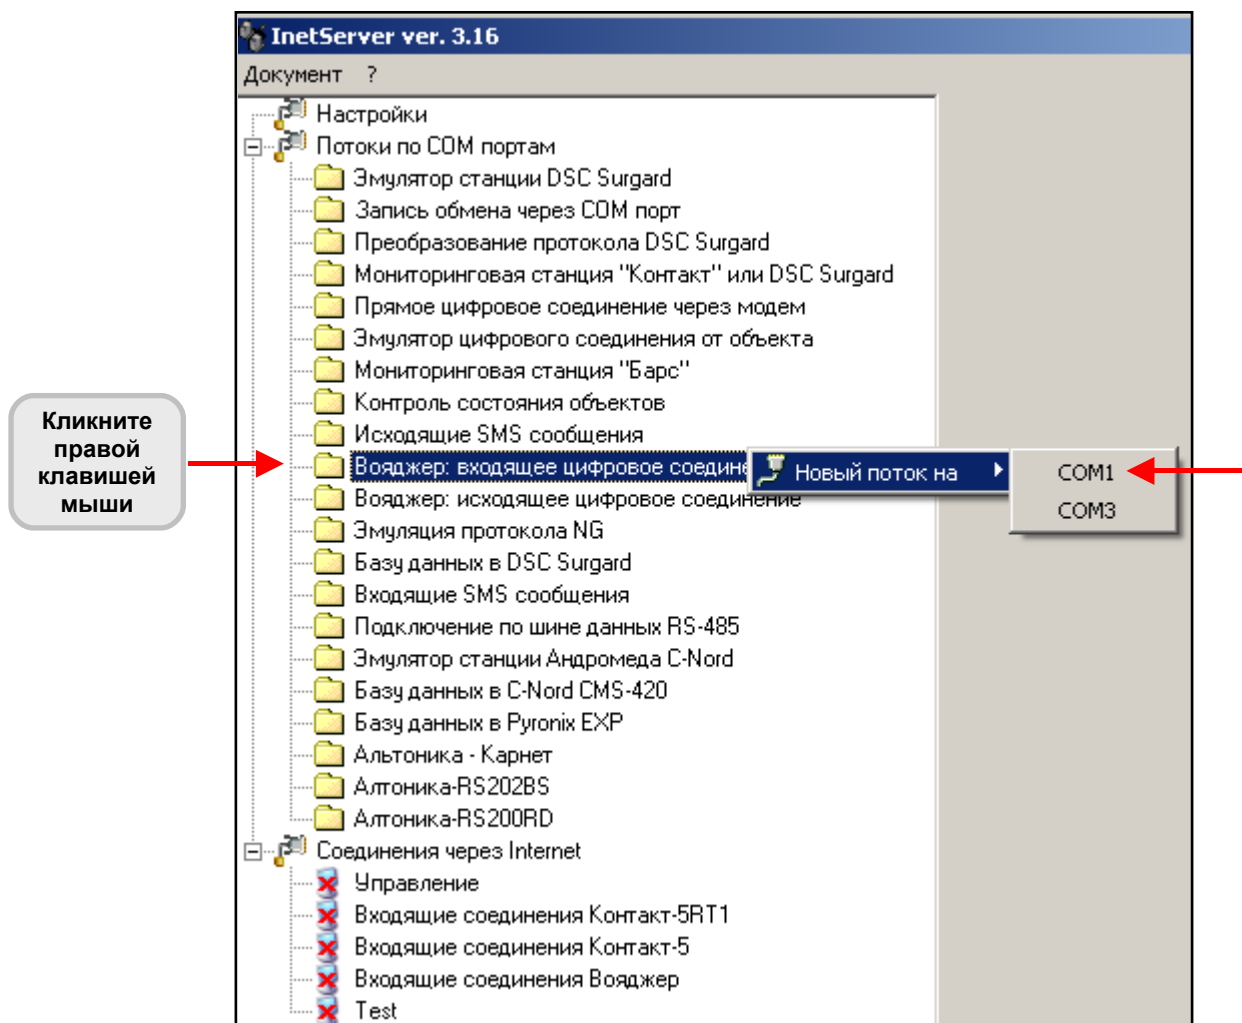 InetServer ver. 3.16
Документ ?
Настройки
Потоки по COM портам
Эмулятор станции DSC Surgard
Запись обмена через COM порт
Преобразование протокола DSC Surgard
Мониторинговая станция "Контакт" или DSC Surgard
Прямое цифровое соединение через модем
Эмулятор цифрового соединения от объекта
Мониторинговая станция "Барс"
Контроль состояния объектов
Исходящие SMS сообщения
Кликните
правой
клавишей
мыши
Вояджер: входящее цифровое соедине
Новый поток на
COM1
COM3
Вояджер: исходящее цифровое соединение
Эмуляция протокола NG
Базу данных в DSC Surgard
Входящие SMS сообщения
Подключение по шине данных RS-485
Эмулятор станции Андромеда C-Nord
Базу данных в C-Nord CMS-420
Базу данных в Pyronix EXP
Альтоника - Карнет
Алтоника-RS202BS
Алтоника-RS200RD
Соединения через Internet
Управление
Входящие соединения Контакт-5RT1
Входящие соединения Контакт-5
Входящие соединения Вояджер
Test